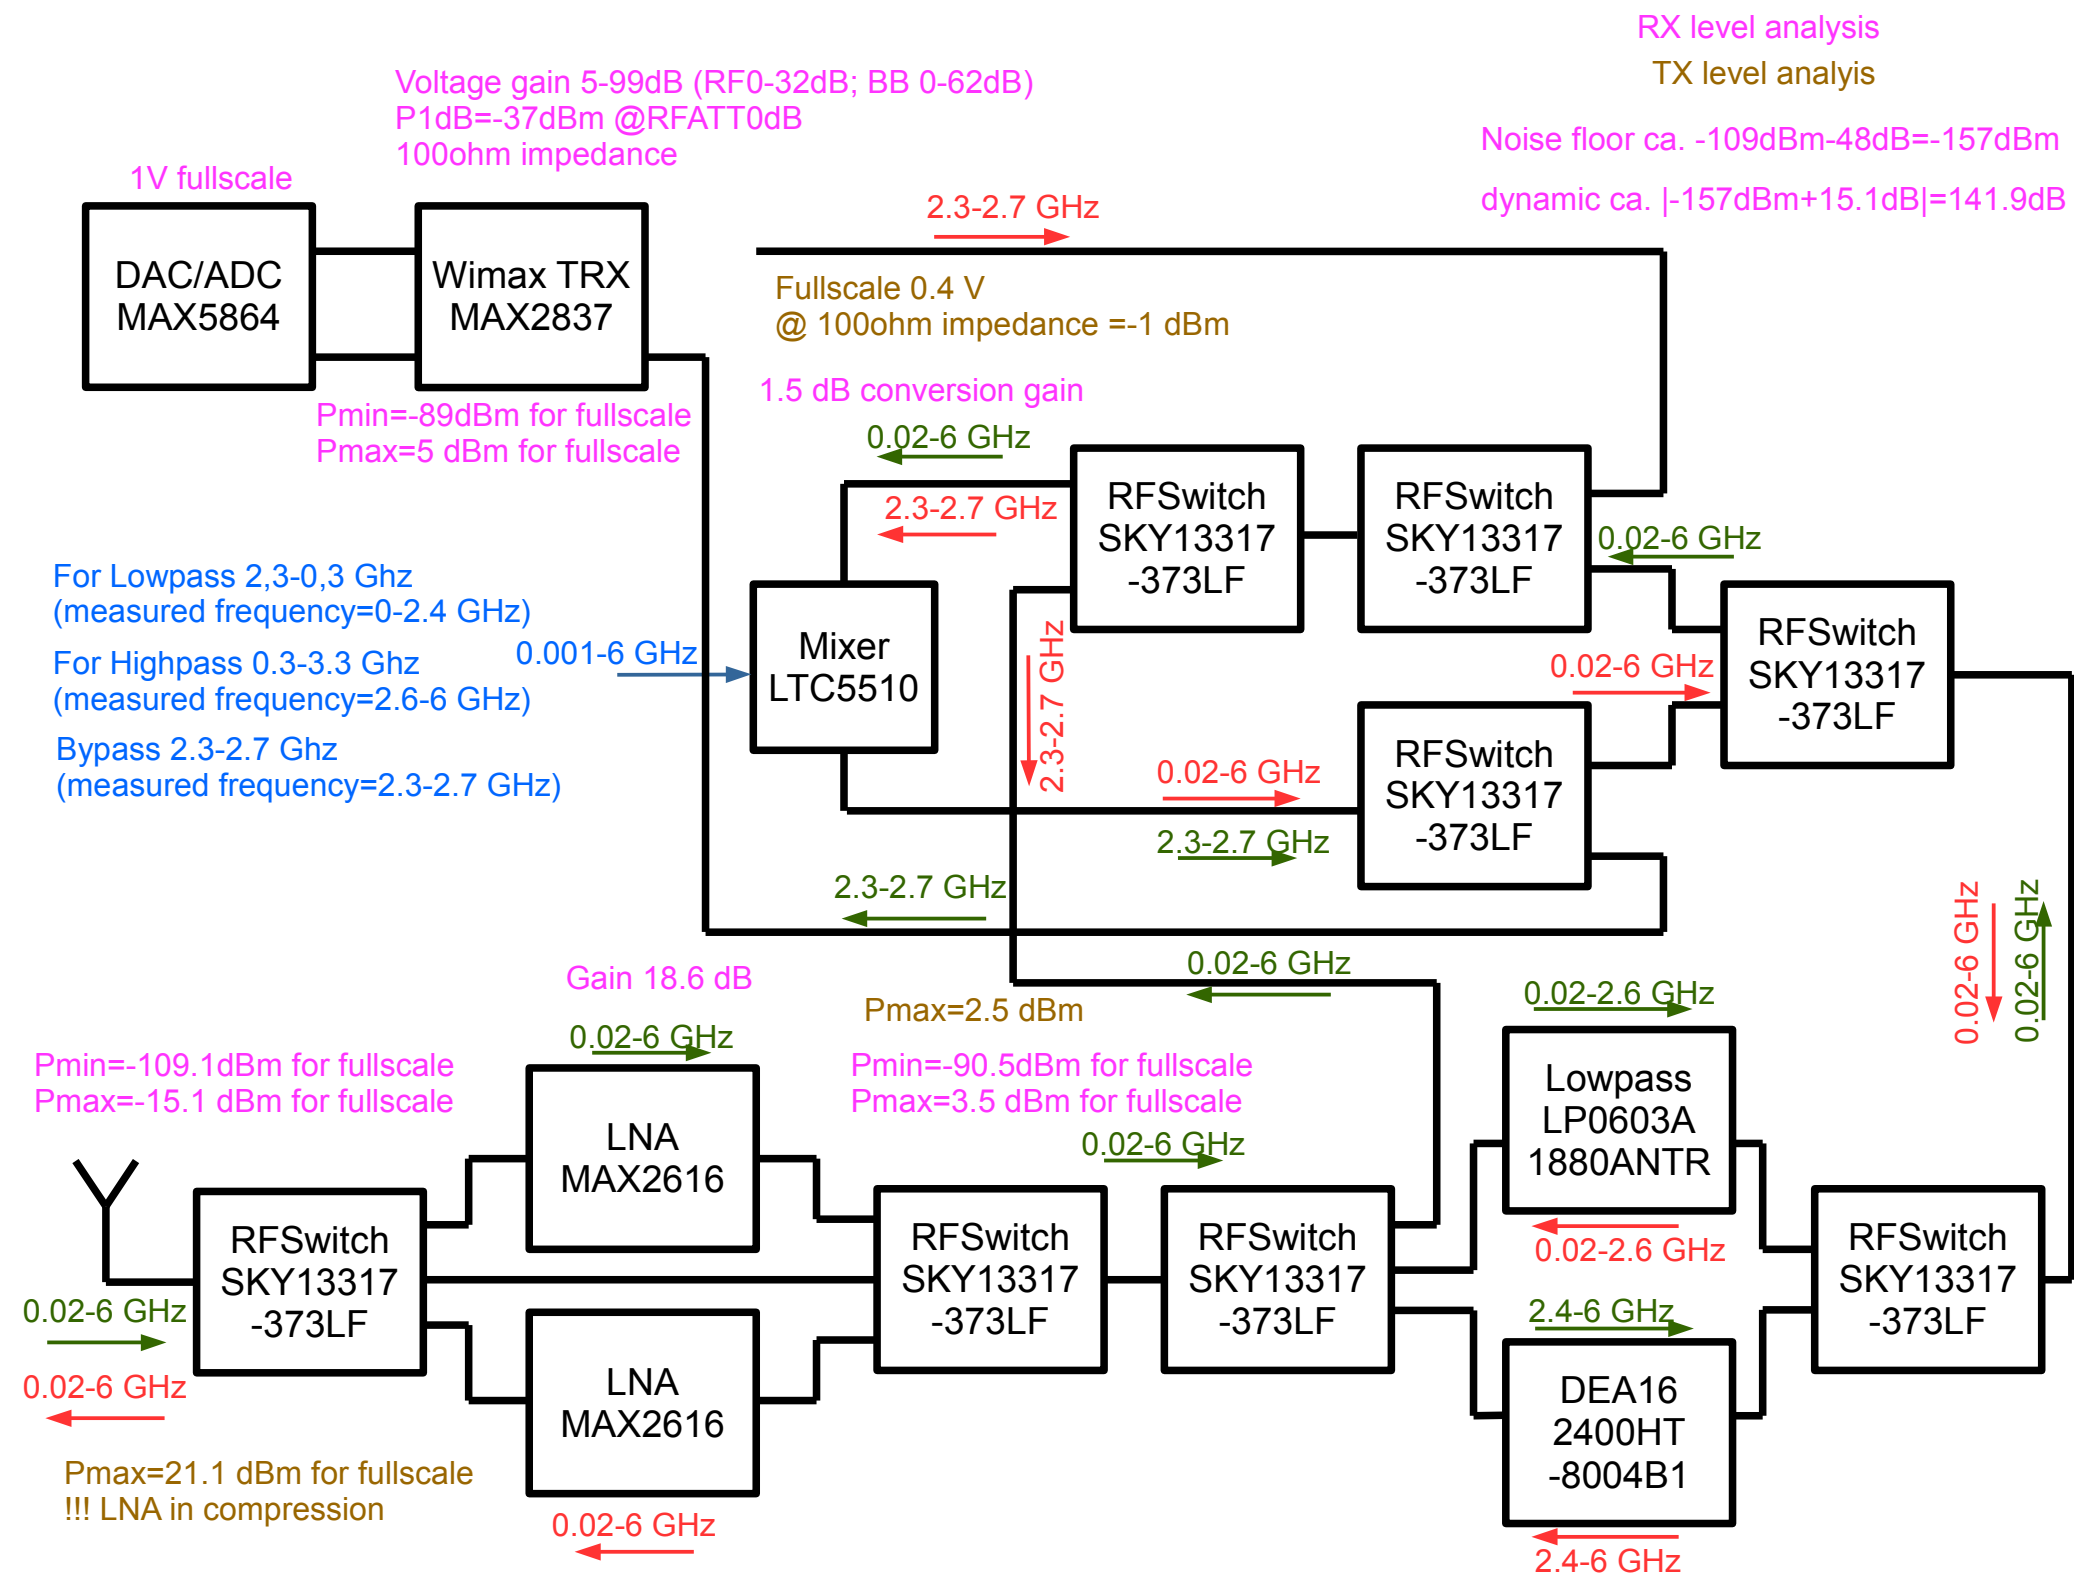 RX level analysis
TX level analyis
Voltage gain 5-99dB (RF0-32dB; BB 0-62dB)
P1dB=-37dBm @RFATT0dB
100ohm impedance
Noise floor ca. -109dBm-48dB=-157dBm
dynamic ca. |-157dBm+15.1dB|=141.9dB
1V fullscale
DAC/ADC
MAX5864
Wimax TRX
MAX2837
2.3-2.7 GHz
Fullscale 0.4 V
@ 100ohm impedance =-1 dBm
Pmin=-89dBm for fullscale
Pmax=5 dBm for fullscale
1.5 dB conversion gain
0.02-6 GHz
2.3-2.7 GHz
RFSwitch
SKY13317
-373LF
RFSwitch
SKY13317
-373LF
0.02-6 GHz
For Lowpass 2,3-0,3 Ghz
(measured frequency=0-2.4 GHz)
For Highpass 0.3-3.3 Ghz
(measured frequency=2.6-6 GHz)
Bypass 2.3-2.7 Ghz
(measured frequency=2.3-2.7 GHz)
0.001-6 GHz
Mixer
LTC5510
2.3-2.7 GHz
0.02-6 GHz
RFSwitch
SKY13317
-373LF
0.02-6 GHz
2.3-2.7 GHz
RFSwitch
SKY13317
-373LF
2.3-2.7 GHz
0.02-6 GHz
0.02-6 GHz
0.02-6 GHz
Gain 18.6 dB
0.02-6 GHz
Pmax=2.5 dBm
Pmin=-109.1dBm for fullscale
Pmax=-15.1 dBm for fullscale
Pmin=-90.5dBm for fullscale
Pmax=3.5 dBm for fullscale
0.02-6 GHz
0.02-2.6 GHz
Lowpass
LP0603A
1880ANTR
0.02-2.6 GHz
LNA
MAX2616
RFSwitch
SKY13317
-373LF
RFSwitch
SKY13317
-373LF
RFSwitch
SKY13317
-373LF
RFSwitch
SKY13317
-373LF
0.02-6 GHz
0.02-6 GHz
LNA
MAX2616
0.02-6 GHz
2.4-6 GHz
DEA16
2400HT
-8004B1
2.4-6 GHz
Pmax=21.1 dBm for fullscale
!!! LNA in compression